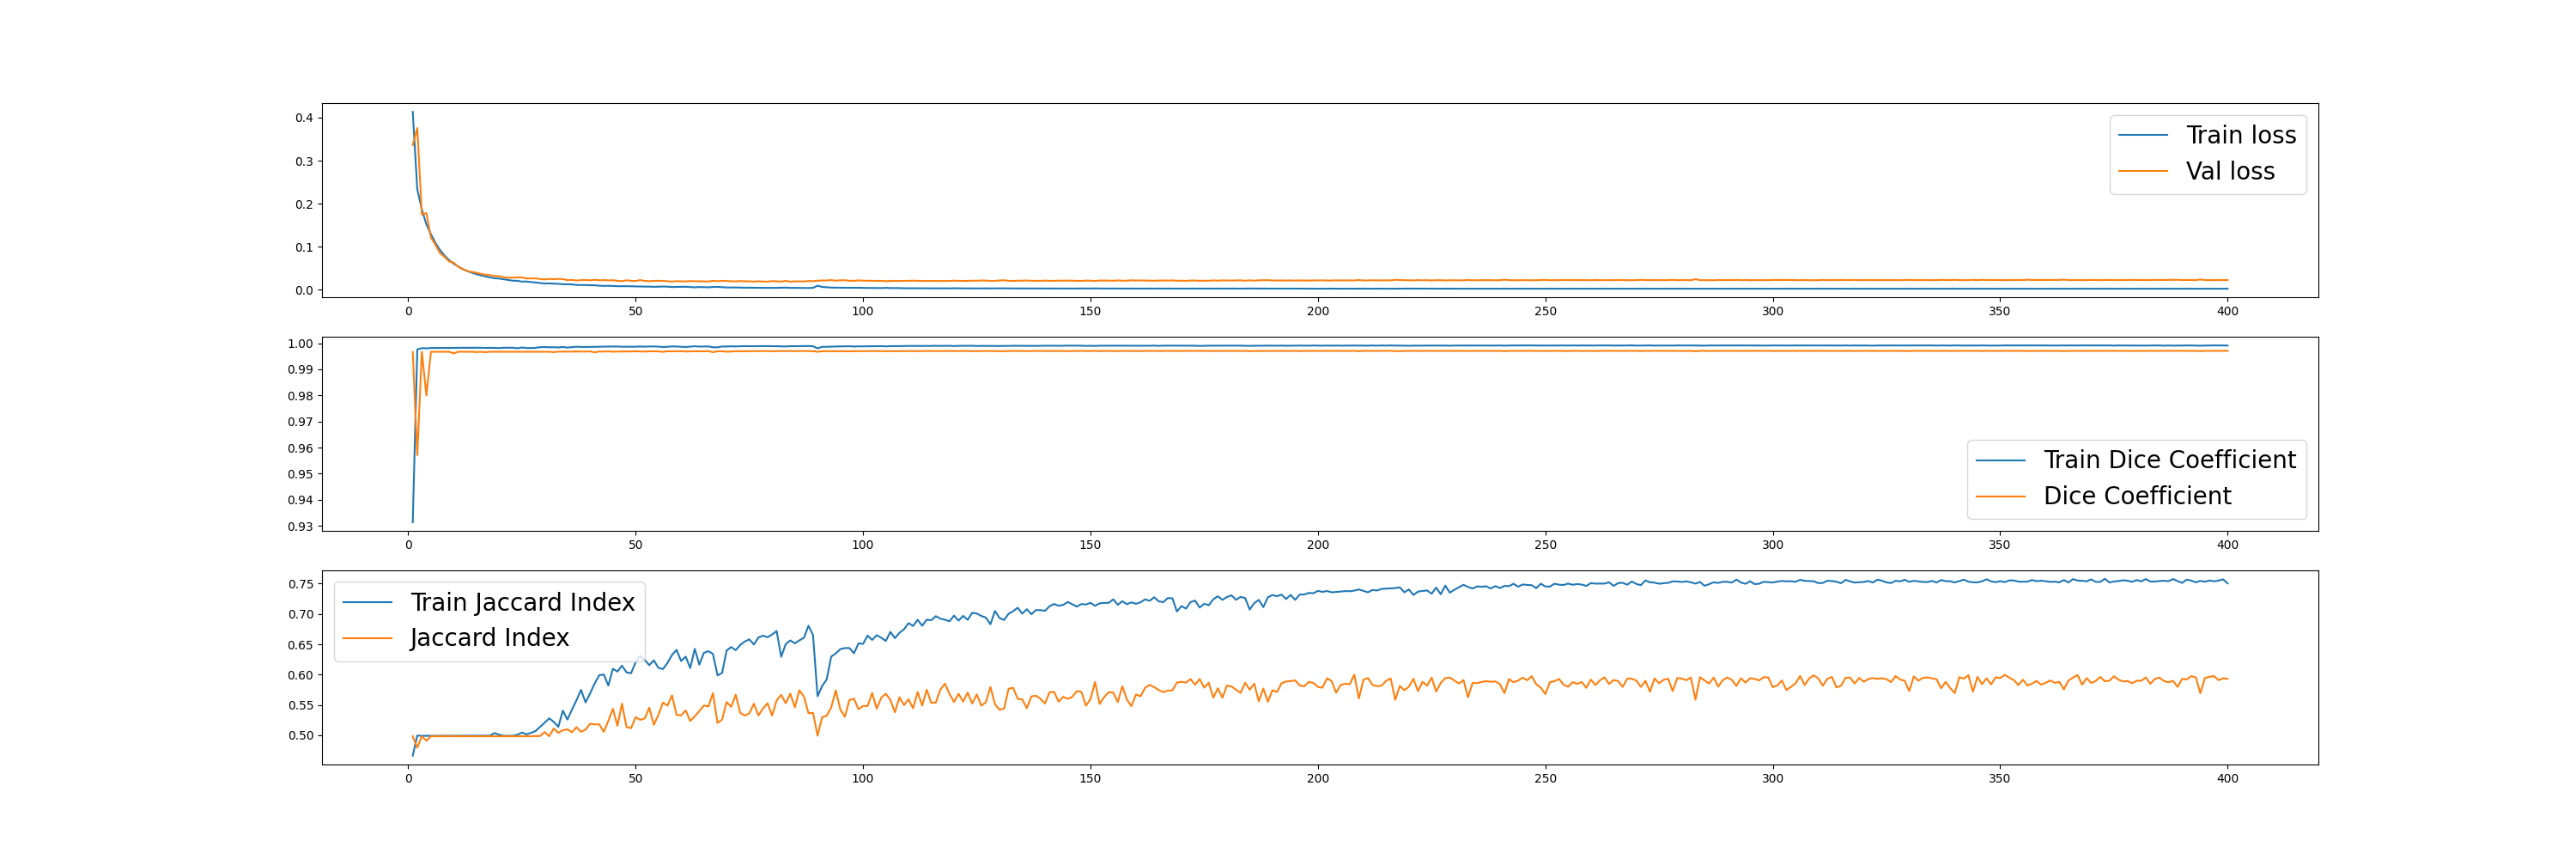 0.4
0.3
0.2
0.1
0.0
Train loss
Val loss
0 50 100 150 200 250 300 350 400
1.00
0.99
0.98
0.97
0.96
0.95
0.94
0.93
Train Dice Coefficient
Dice Coefficient
0 50 100 150 200 250 300 350 400
0.75
0.70
0.65
0.60
0.55
0.50
Train Jaccard Index
Jaccard Index
0 50 100 150 200 250 300 350 400